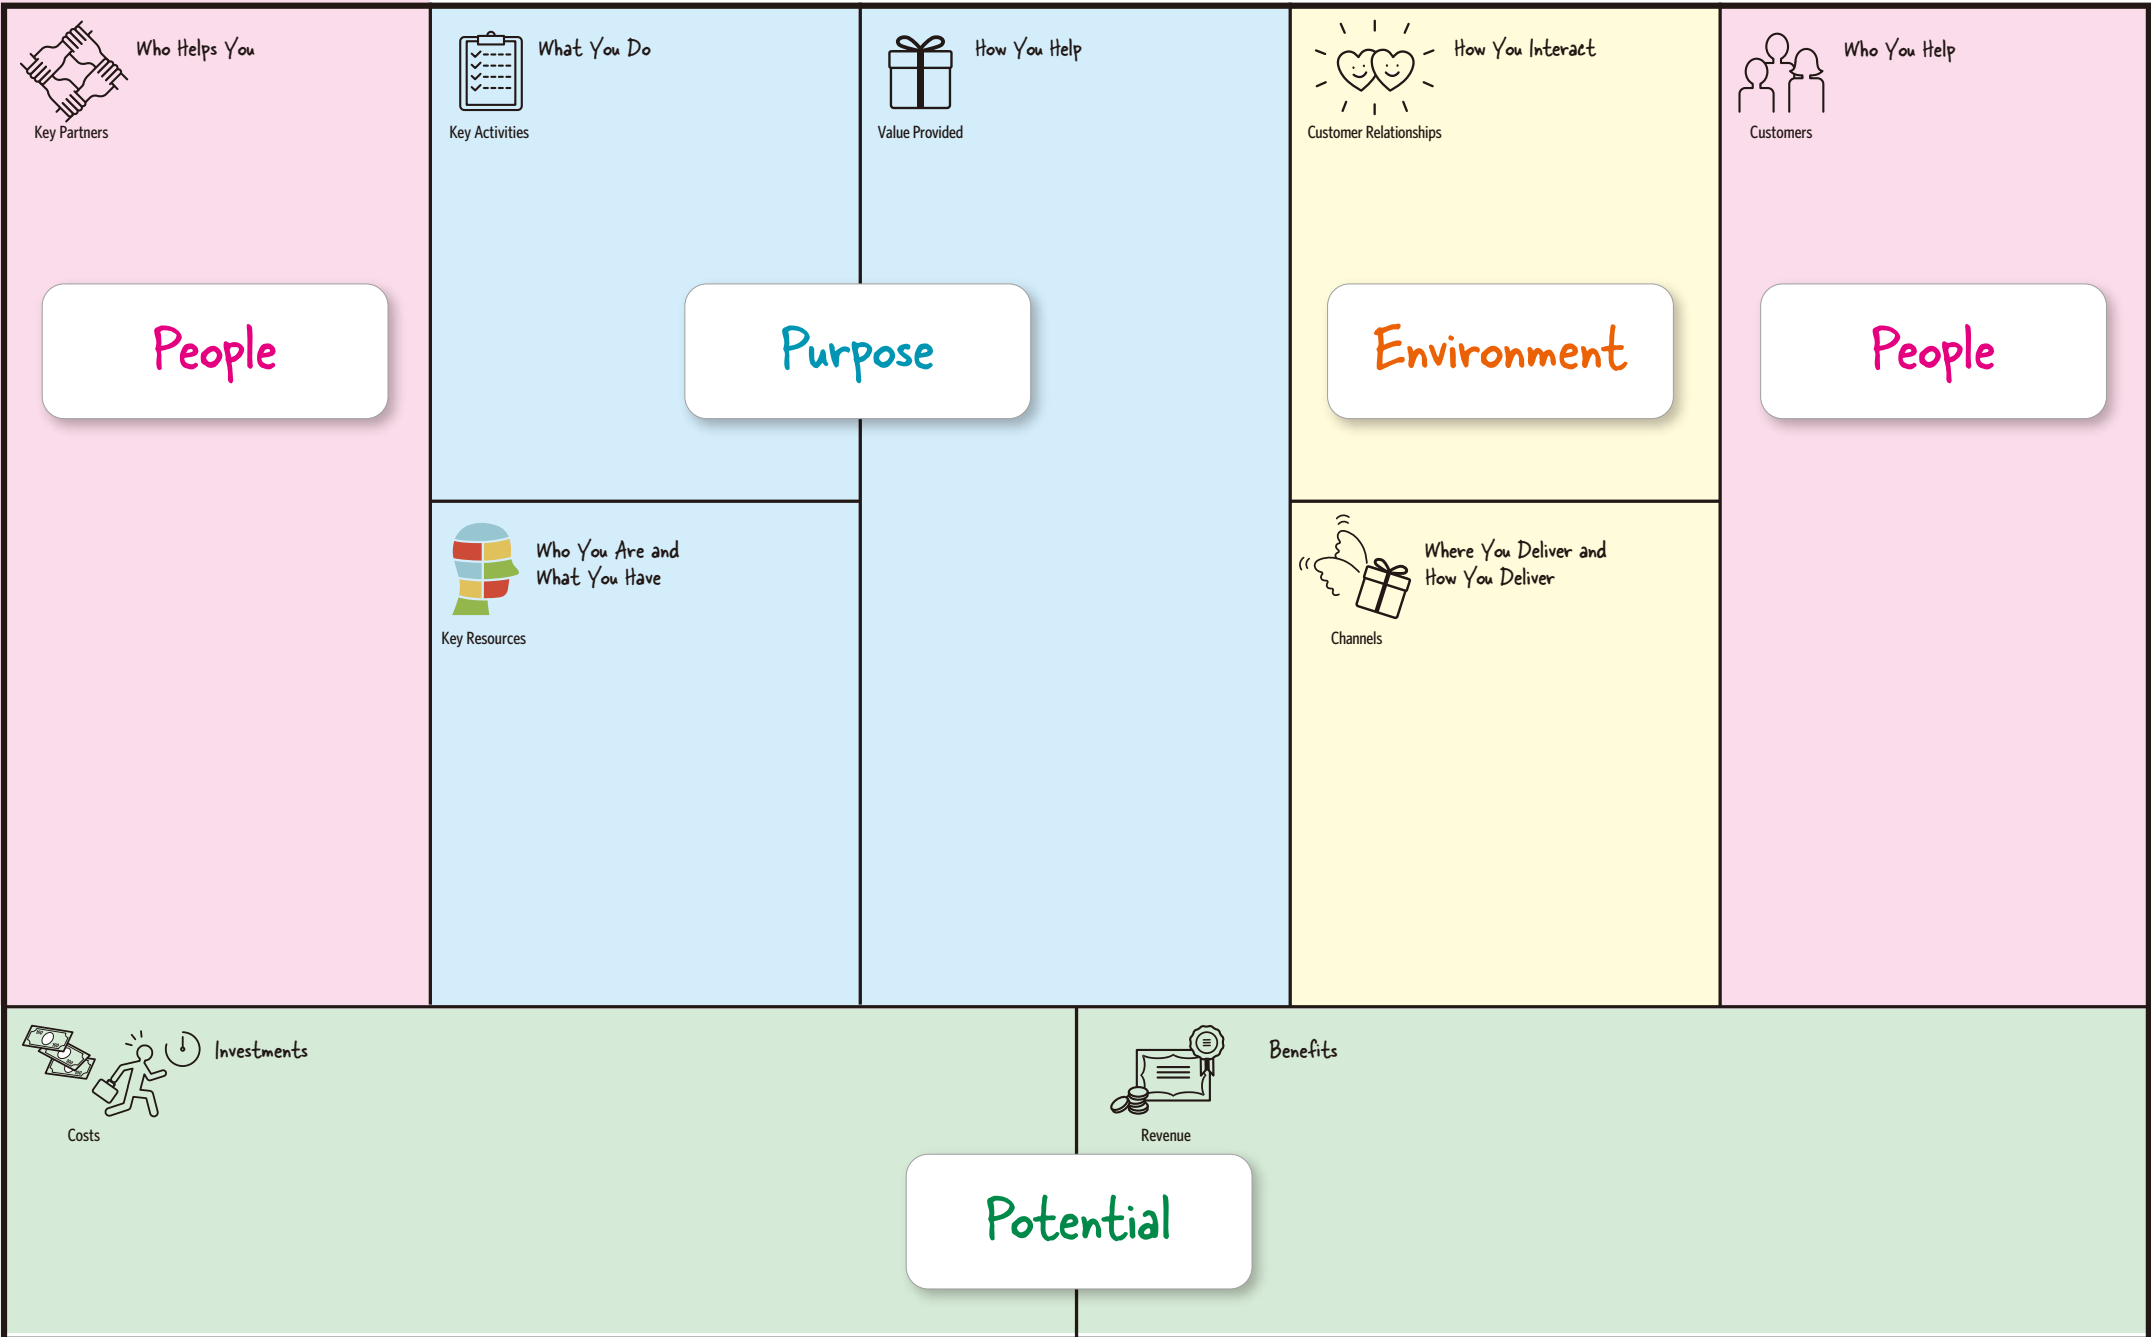 Who Helps You
Key Partners
People
What You Do
Key Activities
How You Help
Value Provided
Purpose
Who You Are and
What You Have
Key Resources
How You Interact
Customer Relationships
Environment
Where You Deliver and
How You Deliver
Channels
Who You Help
Customers
People
Investments
Costs
Benefits
Revenue
Potential